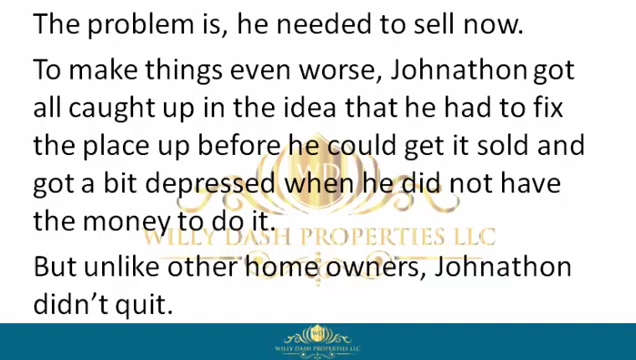 The problem is, he needed to sell now.
To make things even worse, Johnathon got
all caught up in the idea that he had to fix
the place up before he could get it sold and
got a bit depressed when he did not have
the money to do it.
WILLY DASH PROPERTIES LLC
But unlike other home owners, Johnathon
didn't quit.
WILLY DASH PROPERTIES LLC